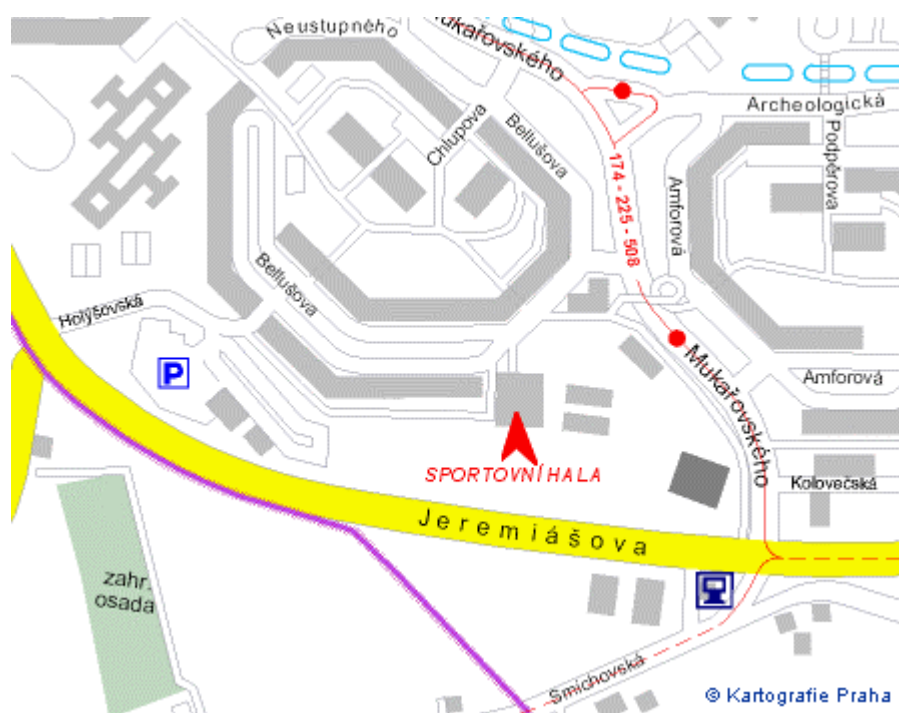 Neustupného
Mukařovského
Archeologická
Chlupova
Bellušova
Podpěrova
174 - 225 - 508
Amforová
Bellušova
Holýšovská
P
Mukařovského
Amforová
SPORTOVNÍ HALA
Kolovečská
Jeremiášova
zahr.
osada
Smichovská
© Kartografie Praha